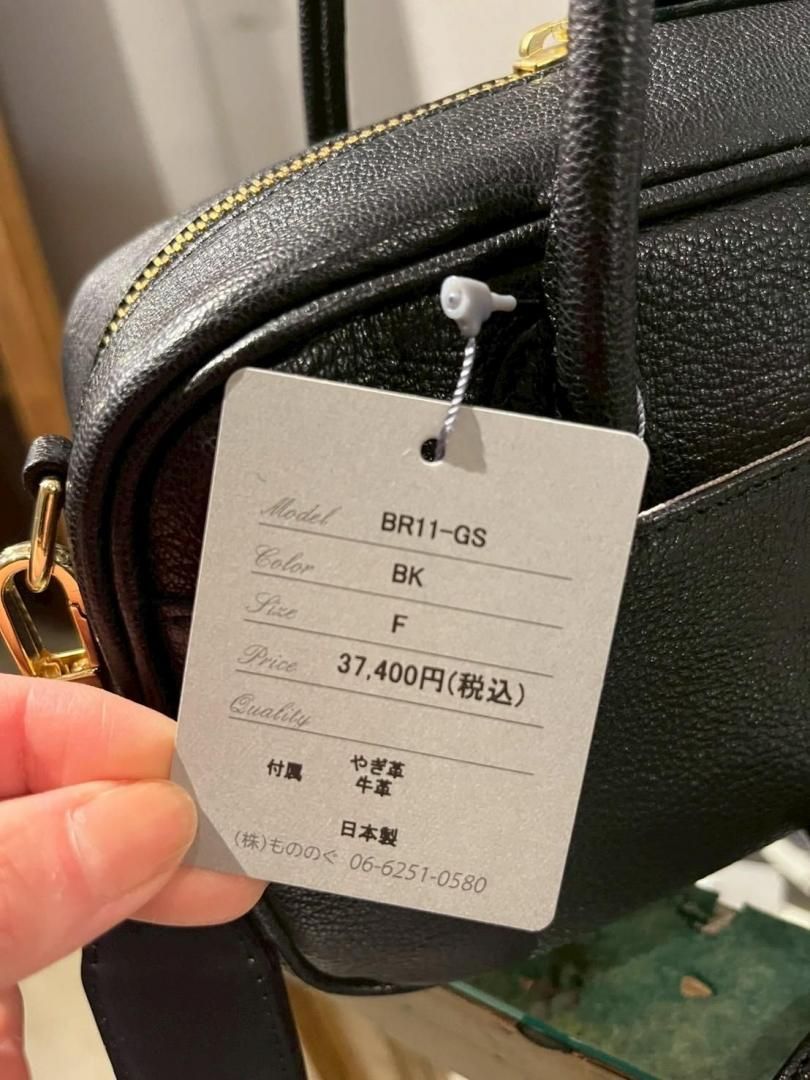 Model BR11-GS
Color BK
Size F
Price 37,400円(税込)
Quality
やぎ革
付属 牛革
日本製
(株)もののぐ 06-6251-0580